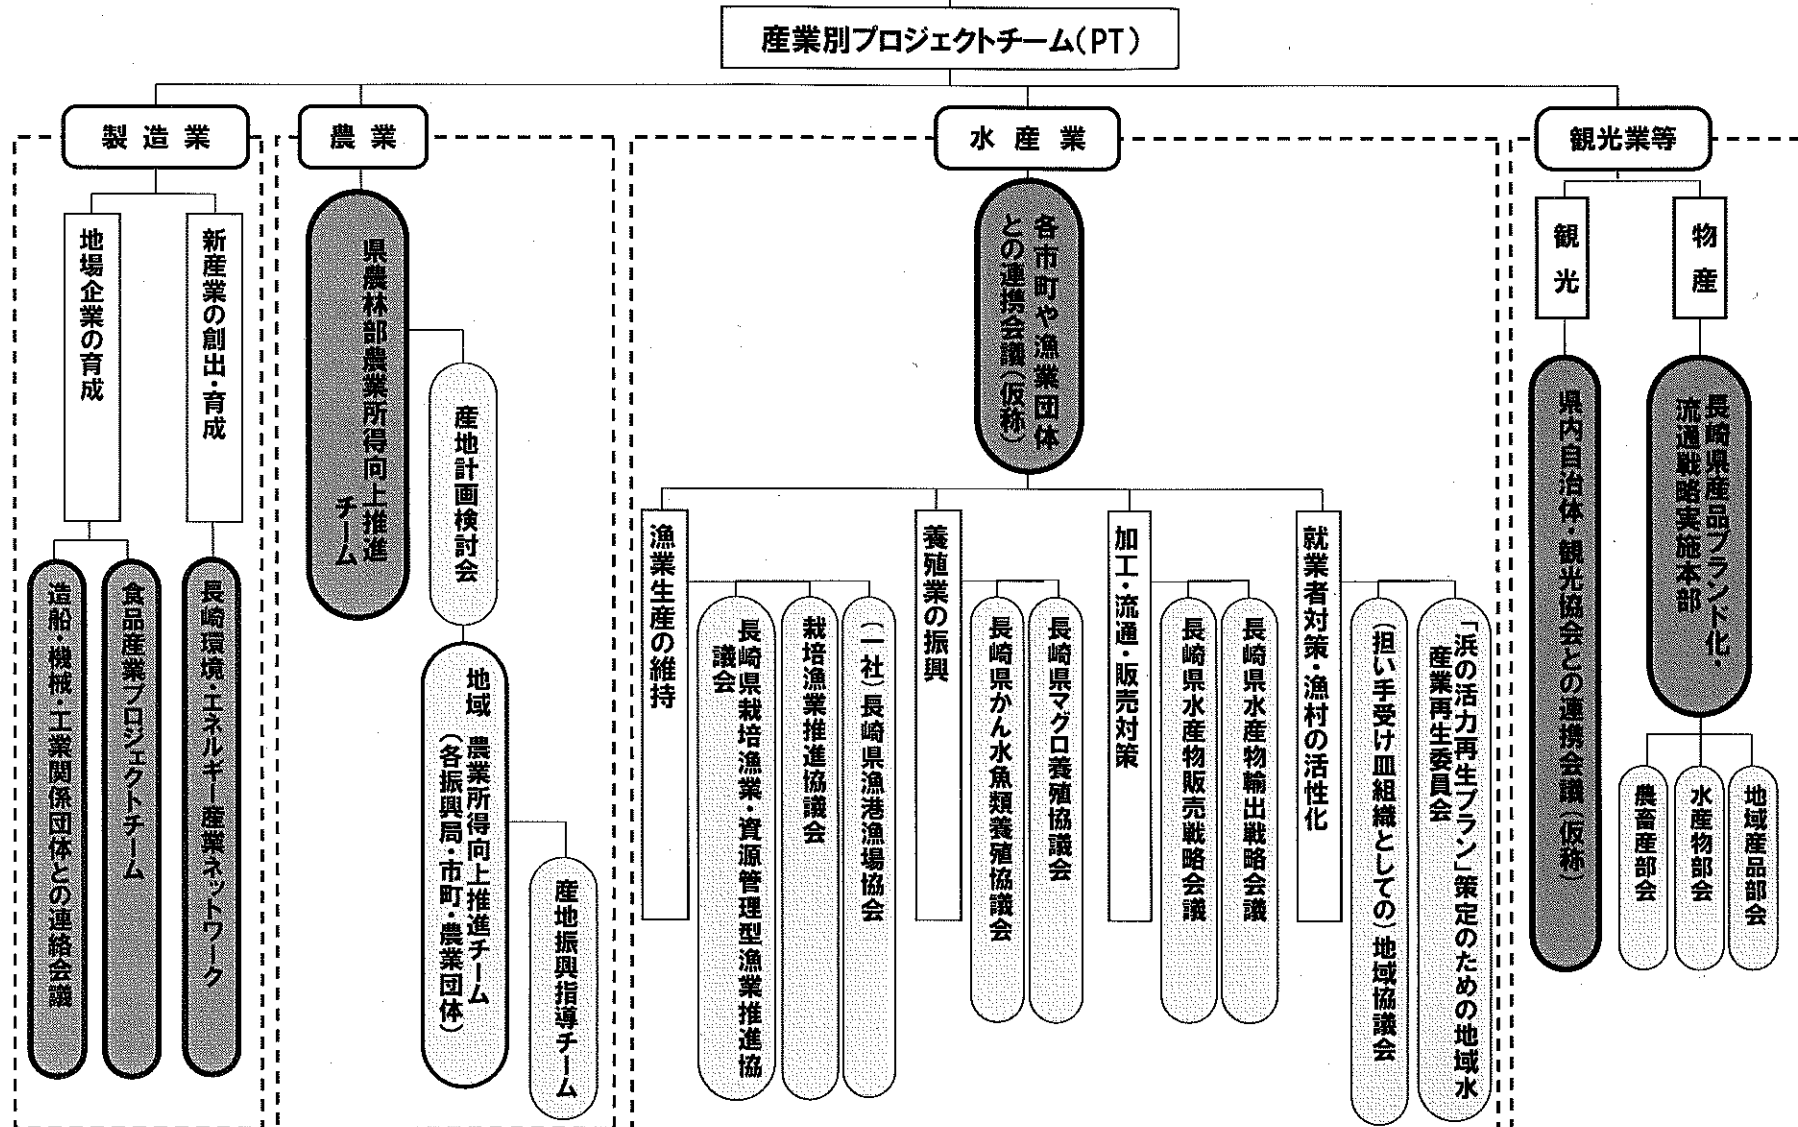 産業別プロジェクトチーム(PT)
製造業
地場企業の育成
造船・機械・工業関係団体との連絡会議
食品産業プロジェクトチーム
新産業の創出・育成
長崎環境・エネルギー産業ネットワーク
農業
県農林部農業所得向上推進
チーム
産地計画検討会
地域 農業所得向上推進チーム
(各振興局・市町・農業団体)
産地振興指導チーム
水産業
各市町や漁業団体
との連携会議(仮称)
漁業生産の維持
長崎県栽培漁業・資源管理型漁業推進協
議会
栽培漁業推進協議会
(一社)長崎県漁港漁場協会
養殖業の振興
長崎県かん水魚類養殖協議会
長崎県マグロ養殖協議会
加工・流通・販売対策
長崎県水産物販売戦略会議
長崎県水産物輸出戦略会議
就業者対策・漁村の活性化
(担い手受け皿組織としての)地域協議会
「浜の活力再生プラン」策定のための地域水
産業再生委員会
観光業等
観光
県内自治体・観光協会との連携会議(仮称)
物産
長崎県産品ブランド化・
流通戦略実施本部
農畜産部会
水産物部会
地域産品部会